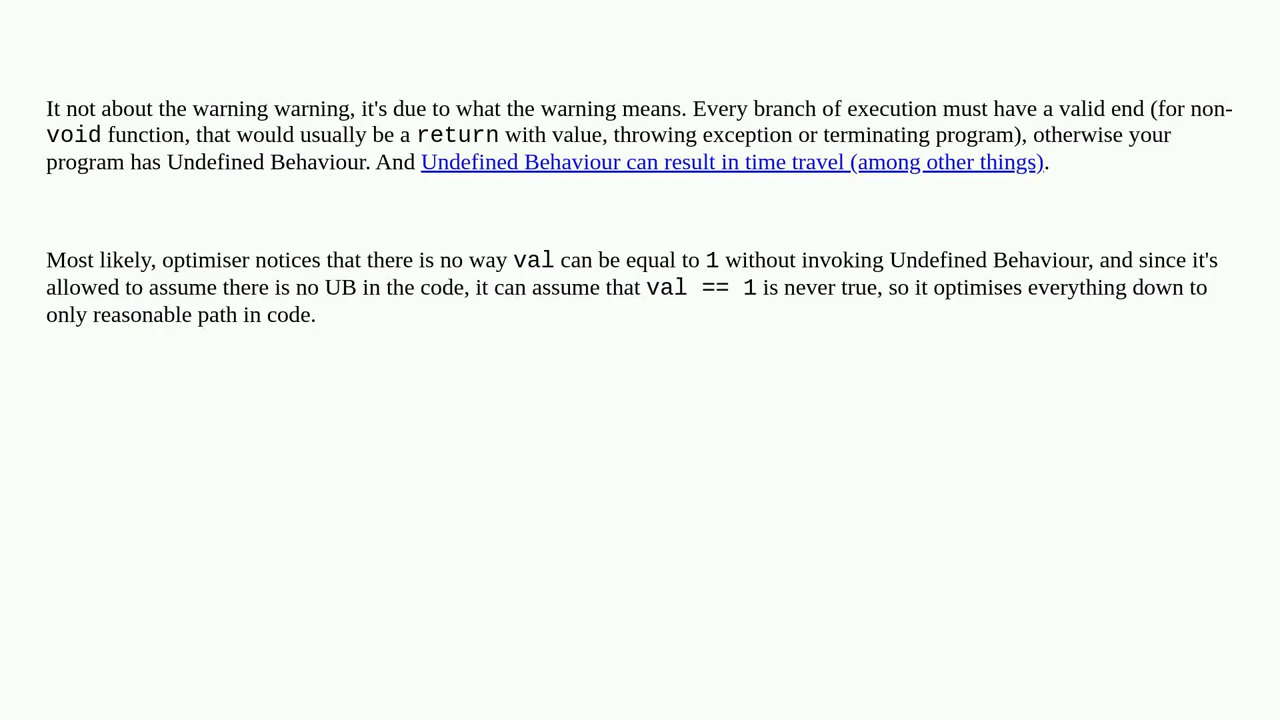 It not about the warning warning, it's due to what the warning means. Every branch of execution must have a valid end (for non-
void function, that would usually be a return with value, throwing exception or terminating program), otherwise your
program has Undefined Behaviour. And Undefined Behaviour can result in time travel (among other things).
Most likely, optimiser notices that there is no way val can be equal to 1 without invoking Undefined Behaviour, and since it's
allowed to assume there is no UB in the code, it can assume that val == 1 is never true, so it optimises everything down to
only reasonable path in code.